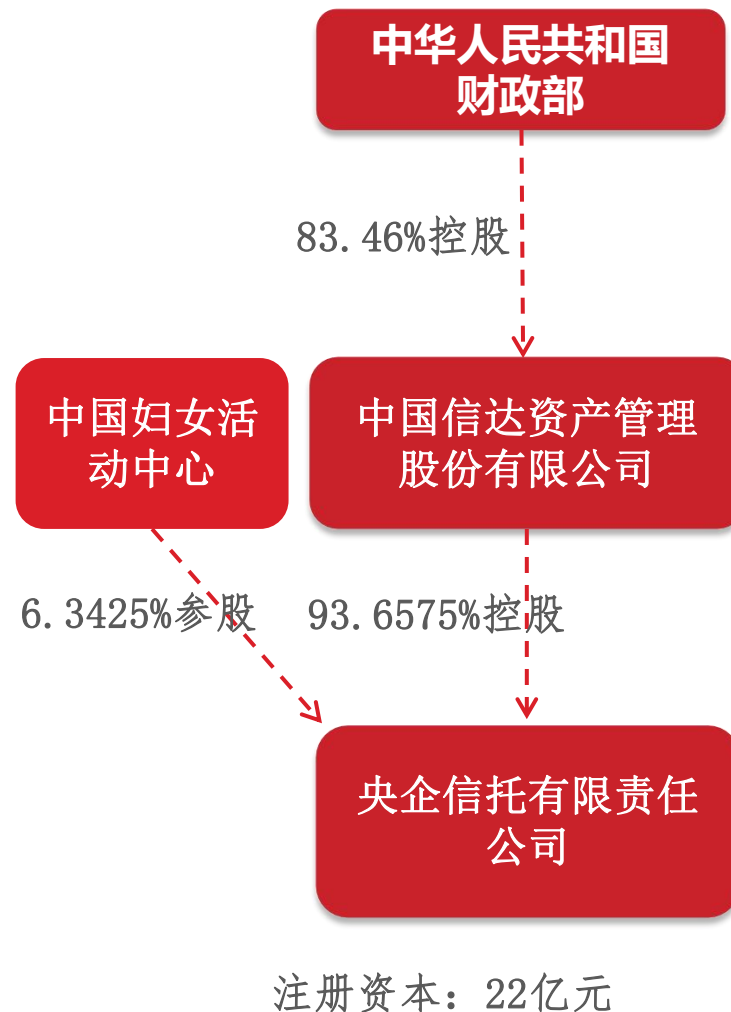 中华人民共和国
财政部
83.46%控股
中国妇女活
动中心
中国信达资产管理
股份有限公司
6.3425%参股
93.6575%控股
央企信托有限责任
公司
注册资本：22亿元